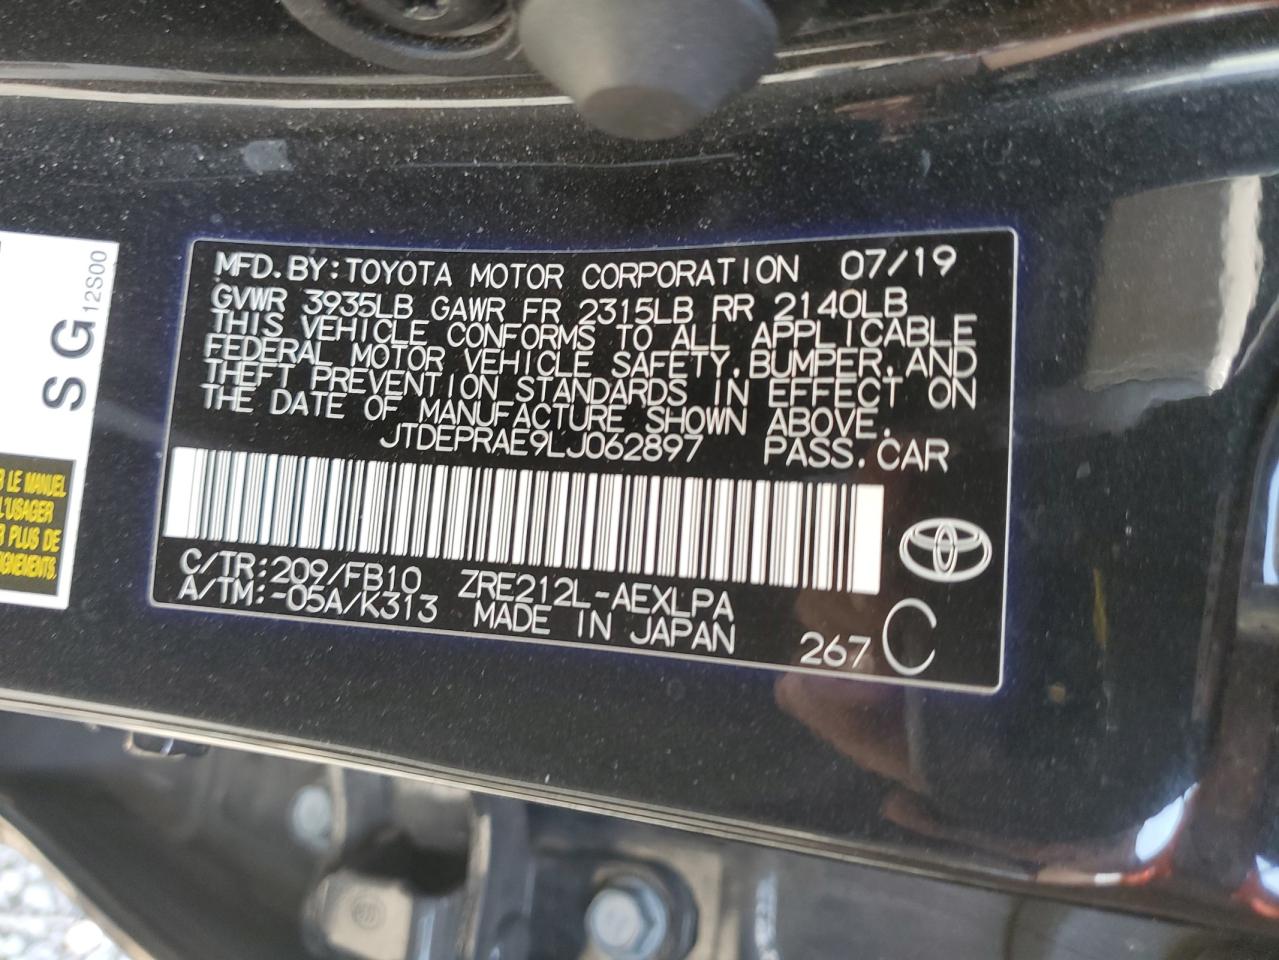 MFD.BY:TOYOTA MOTOR CORPORATION 07/19
GVWR 3935LB GAWR FR 2315LB RR 2140LB
THIS VEHICLE CONFORMS TO ALL APPLICABLE
FEDERAL MOTOR VEHICLE SAFETY, BUMPER, AND
THEFT PREVENTION STANDARDS IN EFFECT ON
THE DATE OF MANUFACTURE SHOWN ABOVE.
JTDEPRAE9LJ062897 PASS.CAR
C/TR:209/FB10 ZRE212L-AEXLPA
A/TM:-05A/K313 MADE IN JAPAN 267 C
S G 12S00
LE MANUEL
L'USAGER
PLUS DE